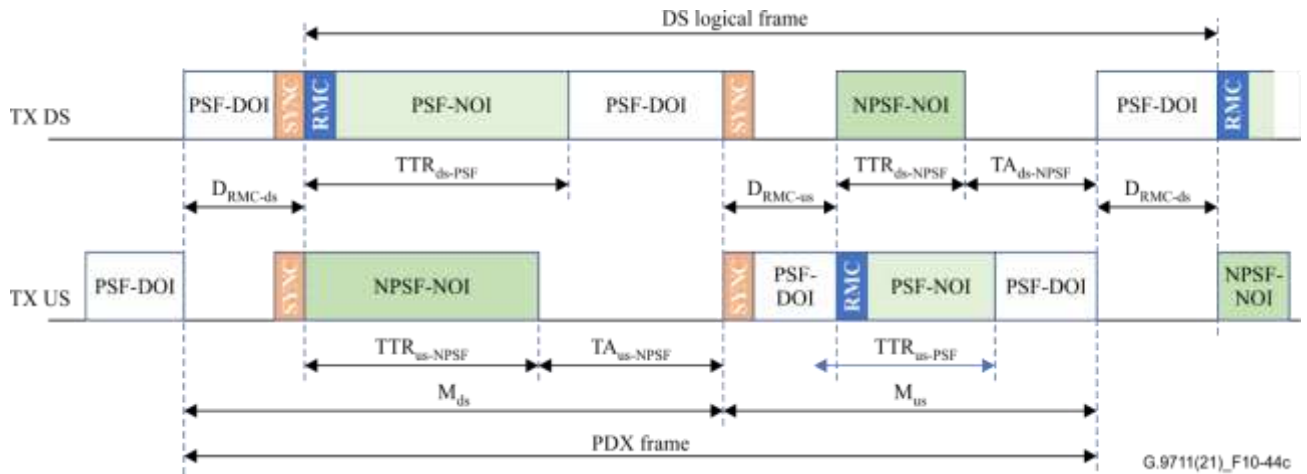 DS logical frame
TX DS
PSF-DOI
SYNC
RMC
PSF-NOI
PSF-DOI
SYNC
NPSF-NOI
PSF-DOI
RMC
TTRds-PSF
TTRds-NPSF
TAds-NPSF
DRMC-ds
DRMC-us
DRMC-ds
TX US
PSF-DOI
SYNC
NPSF-NOI
SYNC
PSF-
DOI
RMC
PSF-NOI
PSF-DOI
NPSF-
NOI
TTRus-NPSF
TAus-NPSF
TTRus-PSF
Mds
Mus
PDX frame
G.9711(21)_F10-44c